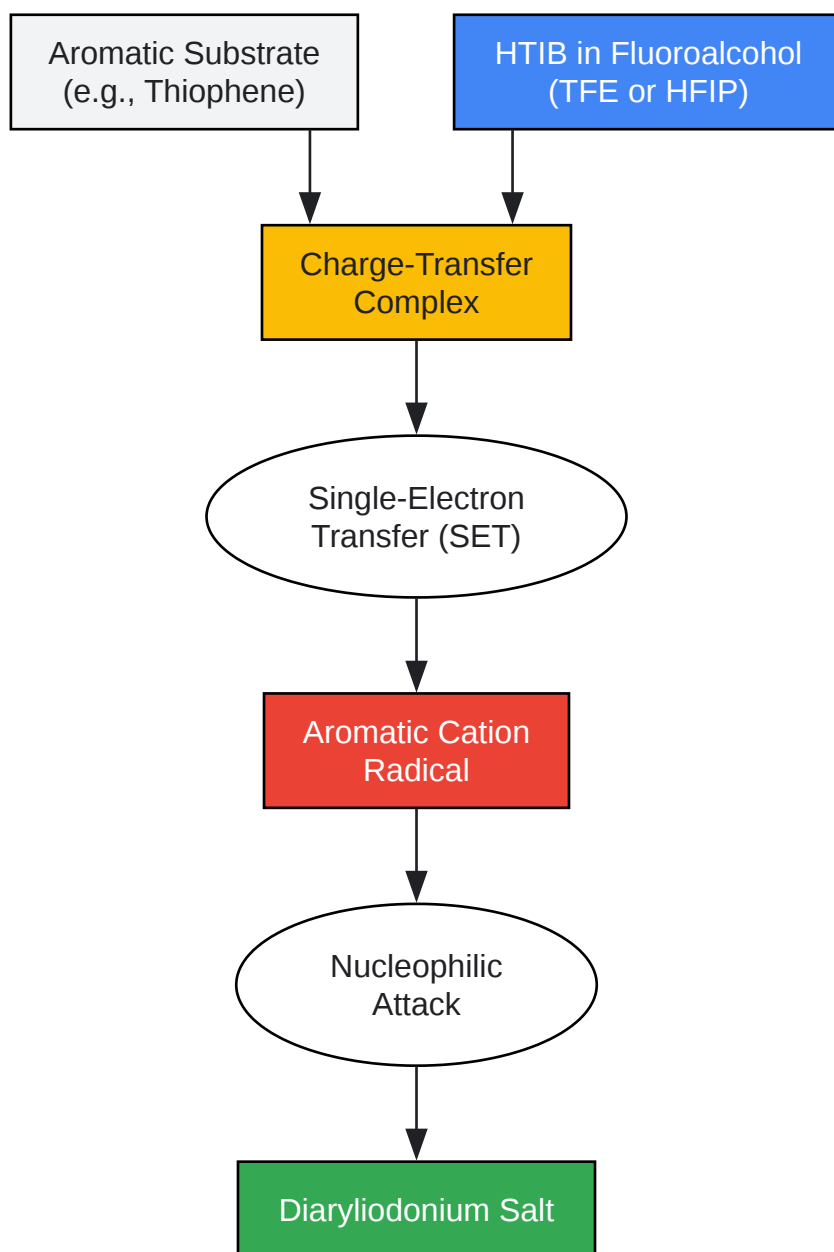 Aromatic Substrate
(e.g., Thiophene)
HTIB in Fluoroalcohol
(TFE or HFIP)
Charge-Transfer
Complex
Single-Electron
Transfer (SET)
Aromatic Cation
Radical
Nucleophilic
Attack
Diaryliodonium Salt